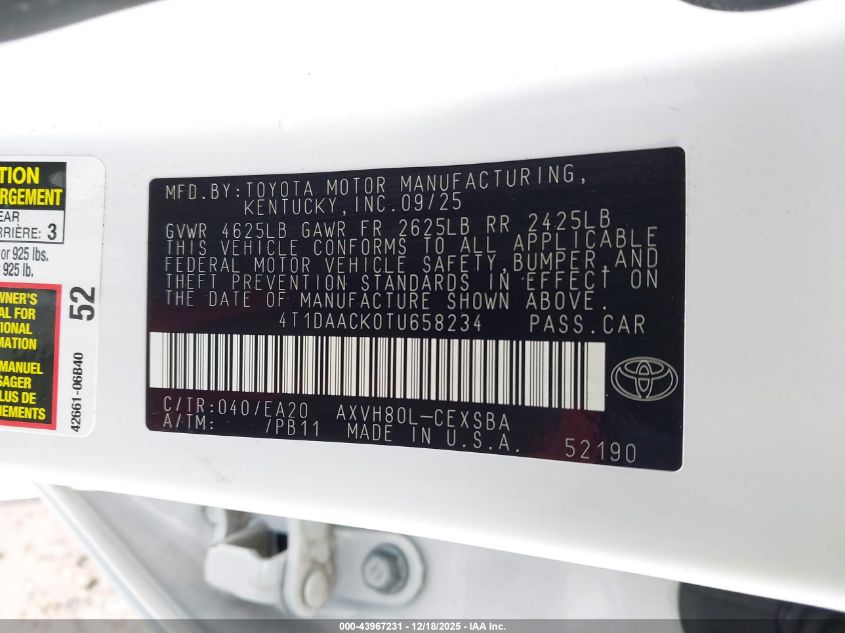 TION
RGEMENT
EAR
RRIÈRE: 3
or 925 lbs.
925 lb.
WNER'S
AL FOR
TIONAL
MATION
MANUEL
SAGER
PLUS DE
42661-06B40
52
MFD.BY:TOYOTA MOTOR MANUFACTURING,
KENTUCKY,INC.09/25
GVWR 4625LB GAWR FR 2625LB RR 2425LB
THIS VEHICLE CONFORMS TO ALL APPLICABLE
FEDERAL MOTOR VEHICLE SAFETY,BUMPER,AND
THEFT PREVENTION STANDARDS IN EFFECT ON
THE DATE OF MANUFACTURE SHOWN ABOVE.
4T1DAACK0TU658234 PASS.CAR
C/TR:040/EA20 AXVH80L-CEXSBA
A/TM: /PB11 MADE IN U.S.A.
52190
000-43967231 - 12/18/2025 - IAA Inc.